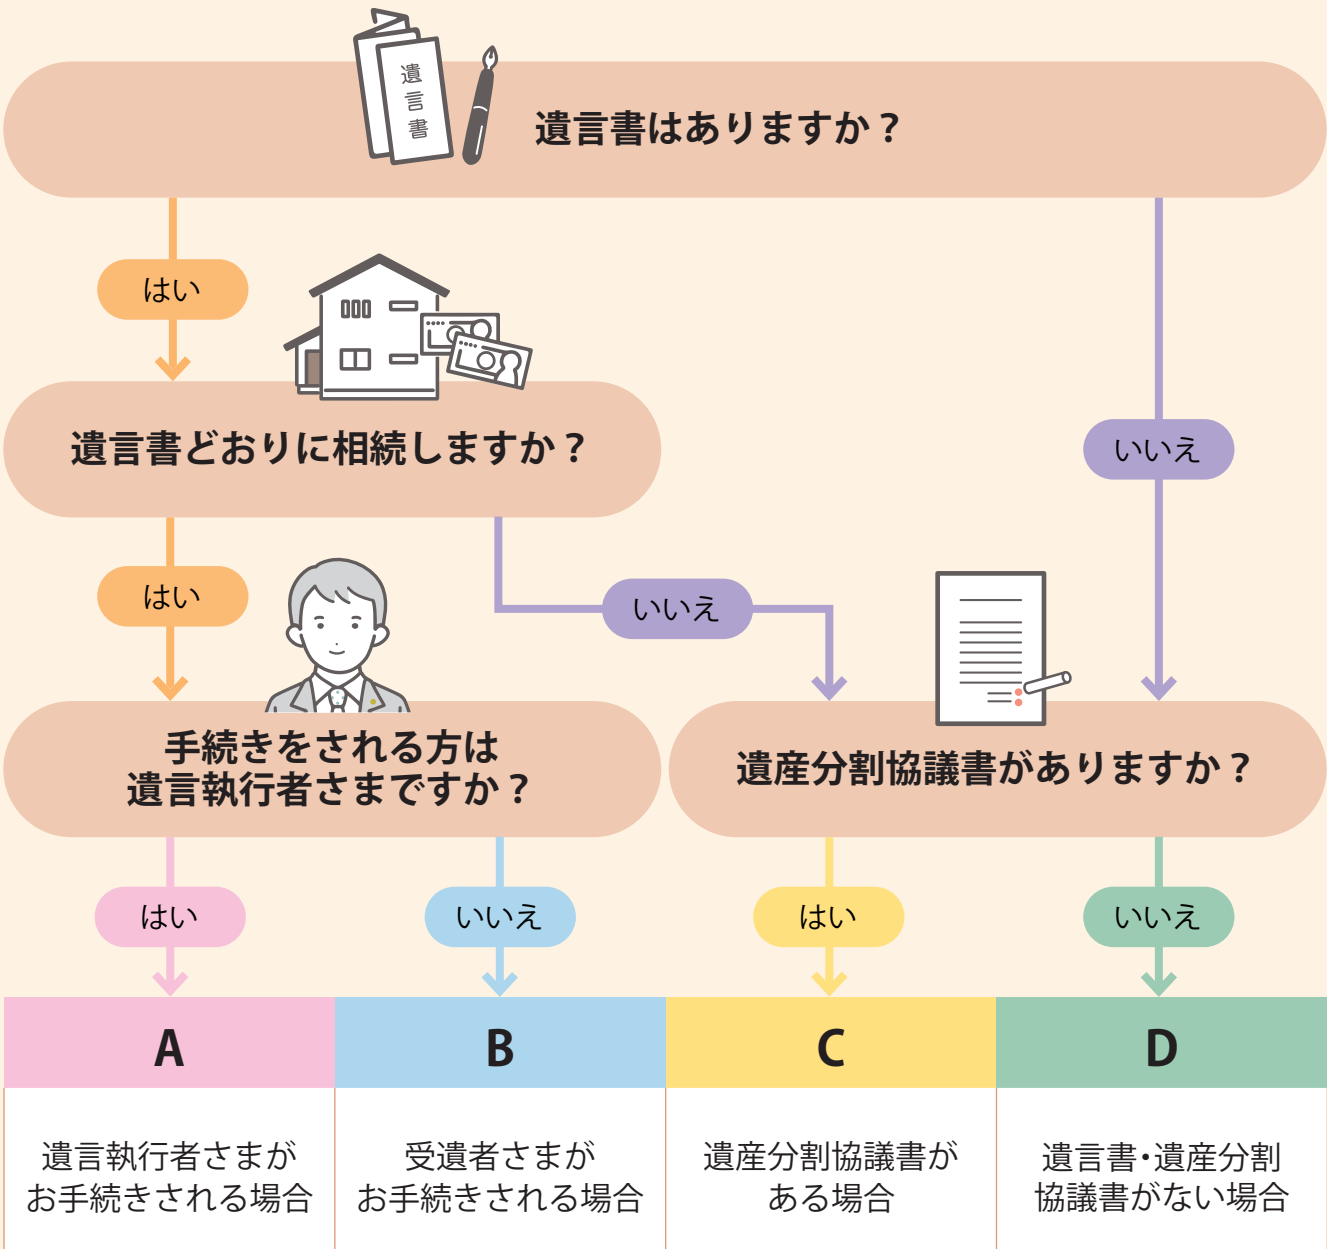 遺言書
遺言書はありますか？
はい
いいえ
遺言書どおりに相続しますか？
はい
いいえ
手続きをされる方は
遺言執行者さまですか？
遺産分割協議書がありますか？
はい
いいえ
はい
いいえ
A
B
C
D
遺言執行者さまが
お手続きされる場合
受遺者さまが
お手続きされる場合
遺産分割協議書が
ある場合
遺言書・遺産分割
協議書がない場合